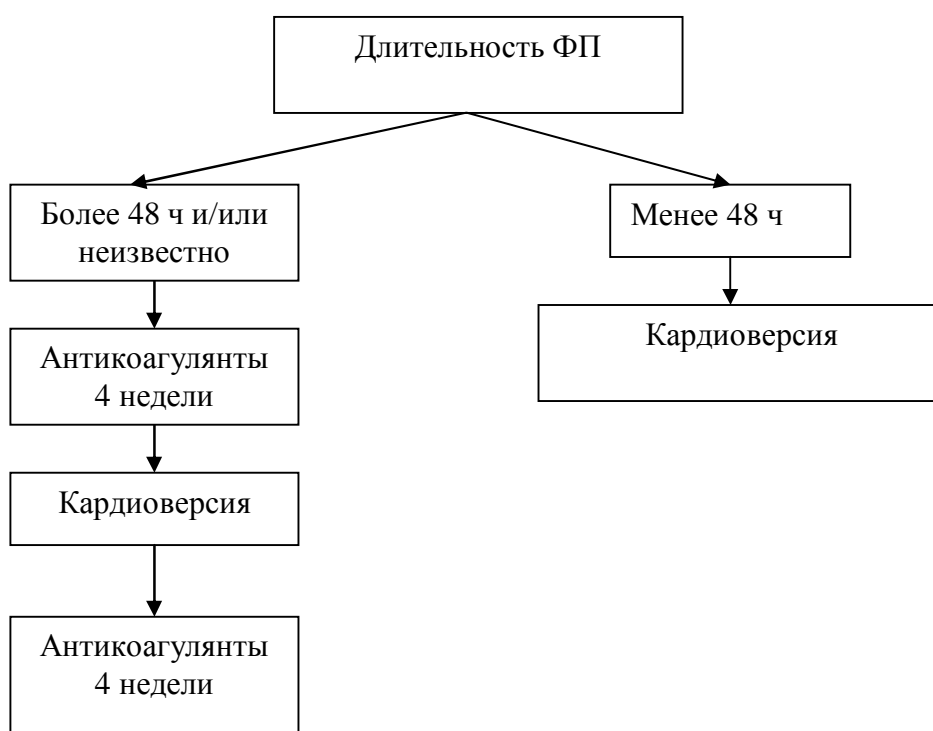 Длительность ФП
Более 48 ч и/или
неизвестно
Менее 48 ч
Антикоагулянты
4 недели
Кардиоверсия
Кардиоверсия
Антикоагулянты
4 недели